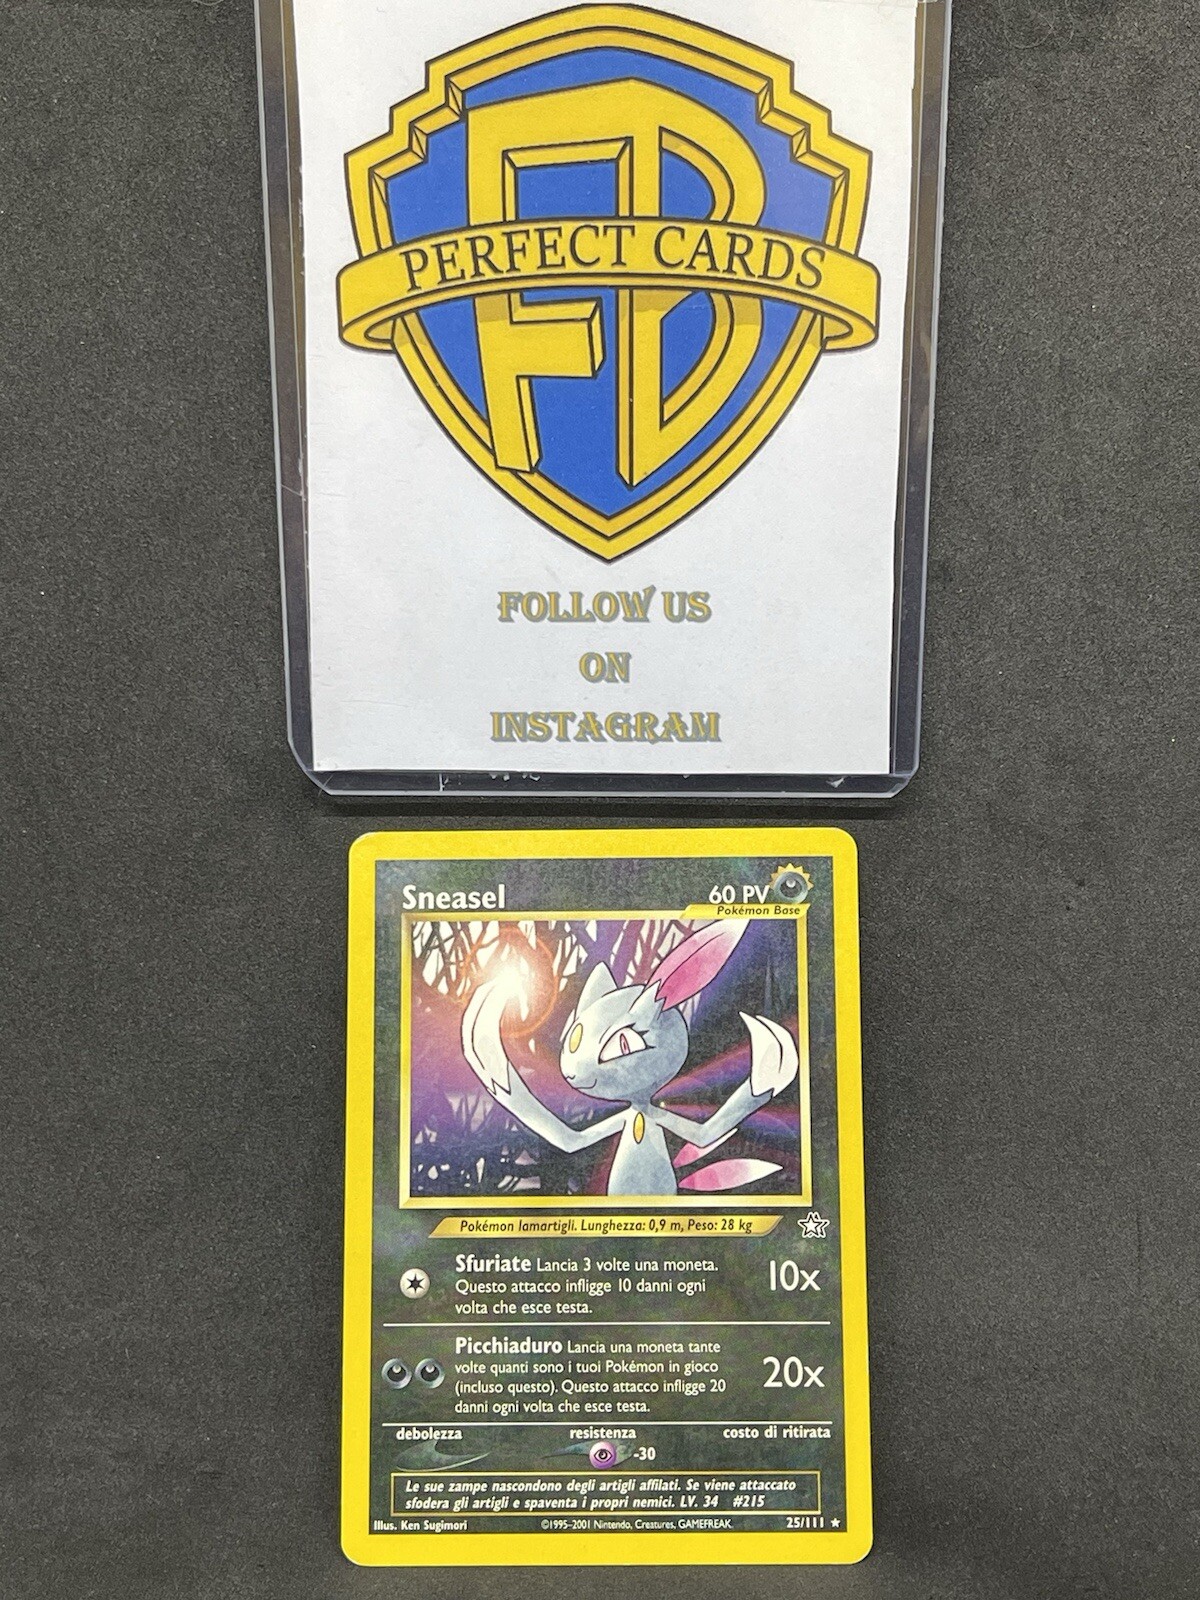 FB
PERFECT CARDS
FOLLOW US
ON
INSTAGRAM
Sneasel
60 PV
Pokémon Base
Pokémon lamartigli. Lunghezza: 0,9 m, Peso: 28 kg
Sfuriate Lancia 3 volte una moneta.
Questo attacco infligge 10 danni ogni
volta che esce testa.
10x
Picchiaduro Lancia una moneta tante
volte quanti sono i tuoi Pokémon in gioco
(incluso questo). Questo attacco infligge 20
danni ogni volta che esce testa.
20x
debolezza
resistenza
costo di ritirata
-30
Le sue zampe nascondono degli artigli affilati. Se viene attaccato
sfodera gli artigli e spaventa i propri nemici. LV. 34 #215
Illus. Ken Sugimori
©1995-2001 Nintendo, Creatures, GAMEFREAK.
25/111 ★